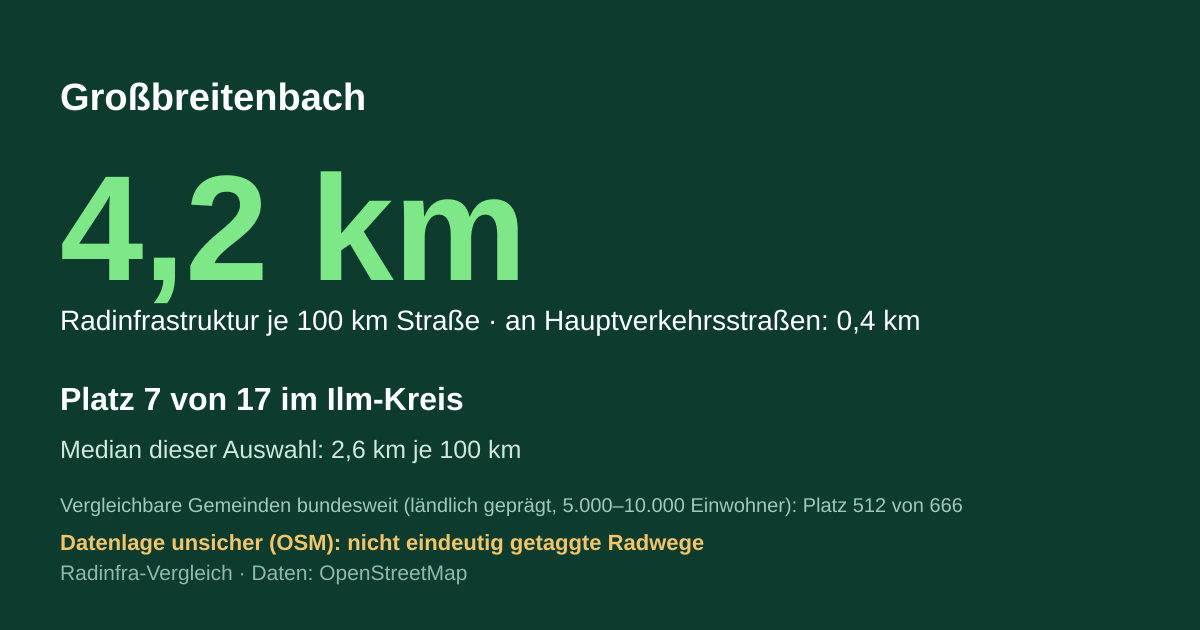 Großbreitenbach
4,2 km
Radinfrastruktur je 100 km Straße · an Hauptverkehrsstraßen: 0,4 km
Platz 7 von 17 im Ilm-Kreis
Median dieser Auswahl: 2,6 km je 100 km
Vergleichbare Gemeinden bundesweit (ländlich geprägt, 5.000–10.000 Einwohner): Platz 512 von 666
Datenlage unsicher (OSM): nicht eindeutig getaggte Radwege
Radinfra-Vergleich · Daten: OpenStreetMap